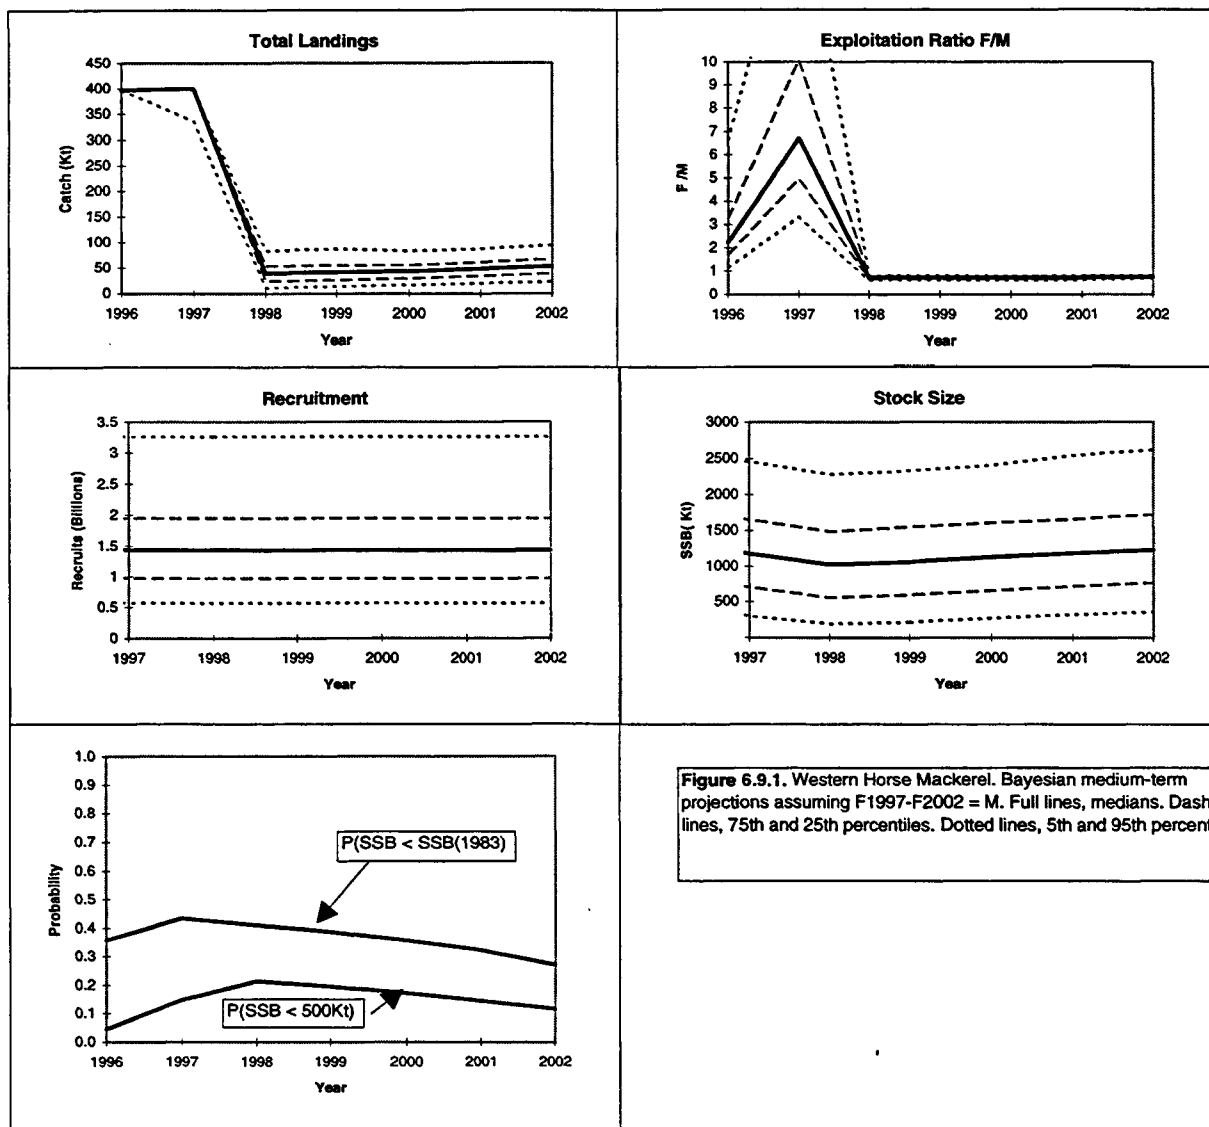 Total Landings
450
400
350
300
250
200
150
100
50
0
Catch (Kt)
1996 1997 1998 1999 2000 2001 2002
Year
Exploitation Ratio F/M
10
9
8
7
6
5
4
3
2
1
0
F /M
1996 1997 1998 1999 2000 2001 2002
Year
Recruitment
3.5
3
2.5
2
1.5
1
0.5
0
Recruits (Billions)
1997 1998 1999 2000 2001 2002
Year
Stock Size
3000
2500
2000
1500
1000
500
SSB( Kt)
1997 1998 1999 2000 2001 2002
Year
1.0
0.9
0.8
0.7
0.6
0.5
0.4
0.3
0.2
0.1
0.0
Probability
P(SSB < SSB(1983)
P(SSB < 500Kt)
1996 1997 1998 1999 2000 2001 2002
Year
Figure 6.9.1. Western Horse Mackerel. Bayesian medium-term
projections assuming F1997-F2002 = M. Full lines, medians. Dash
lines, 75th and 25th percentiles. Dotted lines, 5th and 95th percent